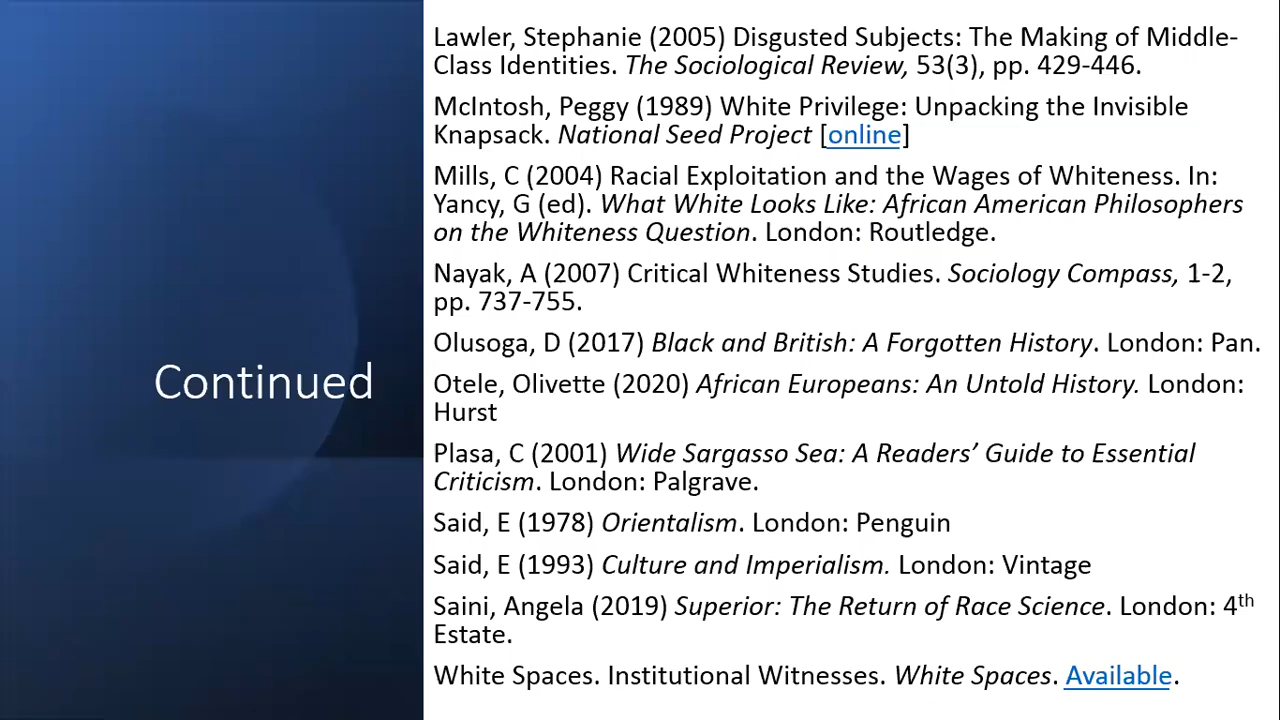 Continued
Lawler, Stephanie (2005) Disgusted Subjects: The Making of Middle-
Class Identities. The Sociological Review, 53(3), pp. 429-446.
McIntosh, Peggy (1989) White Privilege: Unpacking the Invisible
Knapsack. National Seed Project [online]
Mills, C (2004) Racial Exploitation and the Wages of Whiteness. In:
Yancy, G (ed). What White Looks Like: African American Philosophers
on the Whiteness Question. London: Routledge.
Nayak, A (2007) Critical Whiteness Studies. Sociology Compass, 1-2,
pp. 737-755.
Olusoga, D (2017) Black and British: A Forgotten History. London: Pan.
Otele, Olivette (2020) African Europeans: An Untold History. London:
Hurst
Plasa, C (2001) Wide Sargasso Sea: A Readers’ Guide to Essential
Criticism. London: Palgrave.
Said, E (1978) Orientalism. London: Penguin
Said, E (1993) Culture and Imperialism. London: Vintage
Saini, Angela (2019) Superior: The Return of Race Science. London: 4th
Estate.
White Spaces. Institutional Witnesses. White Spaces. Available.